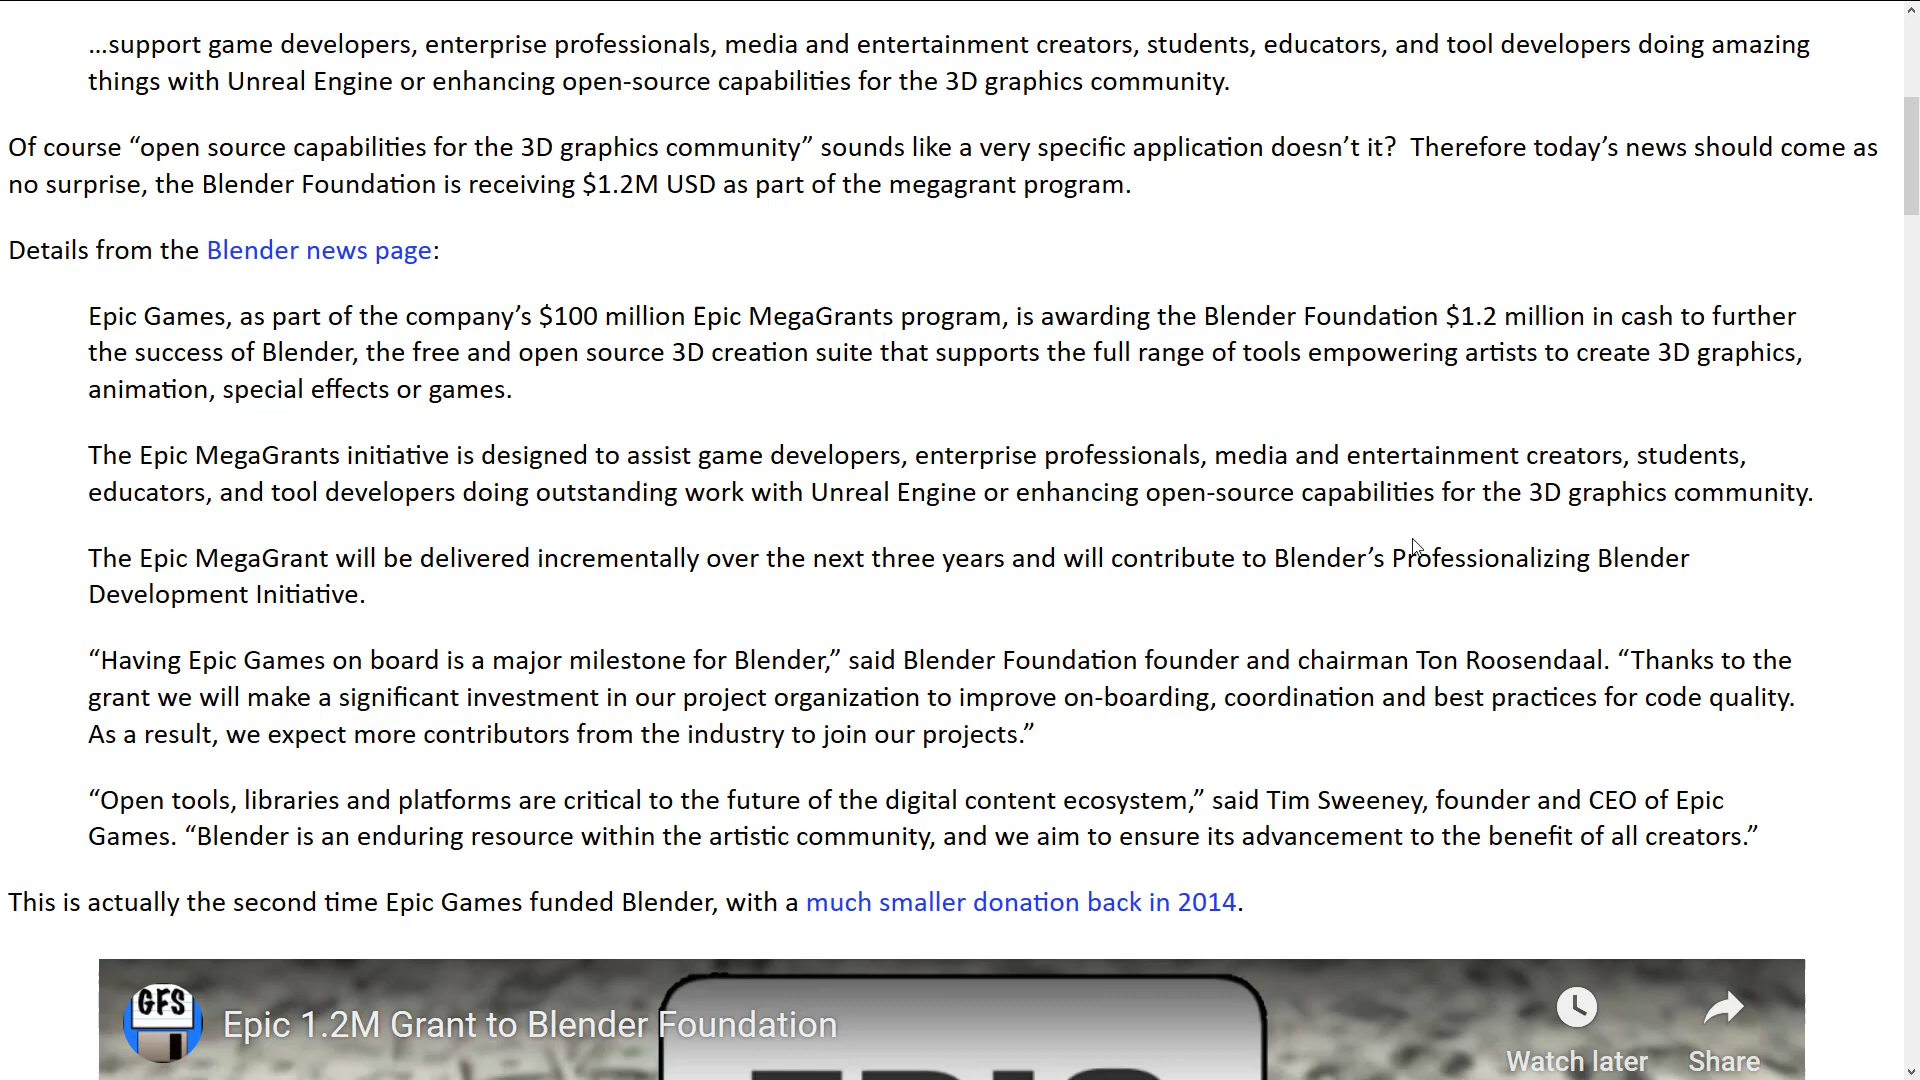 ...support game developers, enterprise professionals, media and entertainment creators, students, educators, and tool developers doing amazing
things with Unreal Engine or enhancing open-source capabilities for the 3D graphics community.
Of course “open source capabilities for the 3D graphics community” sounds like a very specific application doesn’t it?  Therefore today’s news should come as
no surprise, the Blender Foundation is receiving $1.2M USD as part of the megagrant program.
Details from the Blender news page:
Epic Games, as part of the company’s $100 million Epic MegaGrants program, is awarding the Blender Foundation $1.2 million in cash to further
the success of Blender, the free and open source 3D creation suite that supports the full range of tools empowering artists to create 3D graphics,
animation, special effects or games.
The Epic MegaGrants initiative is designed to assist game developers, enterprise professionals, media and entertainment creators, students,
educators, and tool developers doing outstanding work with Unreal Engine or enhancing open-source capabilities for the 3D graphics community.
The Epic MegaGrant will be delivered incrementally over the next three years and will contribute to Blender’s Professionalizing Blender
Development Initiative.
“Having Epic Games on board is a major milestone for Blender,” said Blender Foundation founder and chairman Ton Roosendaal. “Thanks to the
grant we will make a significant investment in our project organization to improve on-boarding, coordination and best practices for code quality.
As a result, we expect more contributors from the industry to join our projects.”
“Open tools, libraries and platforms are critical to the future of the digital content ecosystem,” said Tim Sweeney, founder and CEO of Epic
Games. “Blender is an enduring resource within the artistic community, and we aim to ensure its advancement to the benefit of all creators.”
This is actually the second time Epic Games funded Blender, with a much smaller donation back in 2014.
GFS
Epic 1.2M Grant to Blender Foundation
Watch later
Share
EPIC